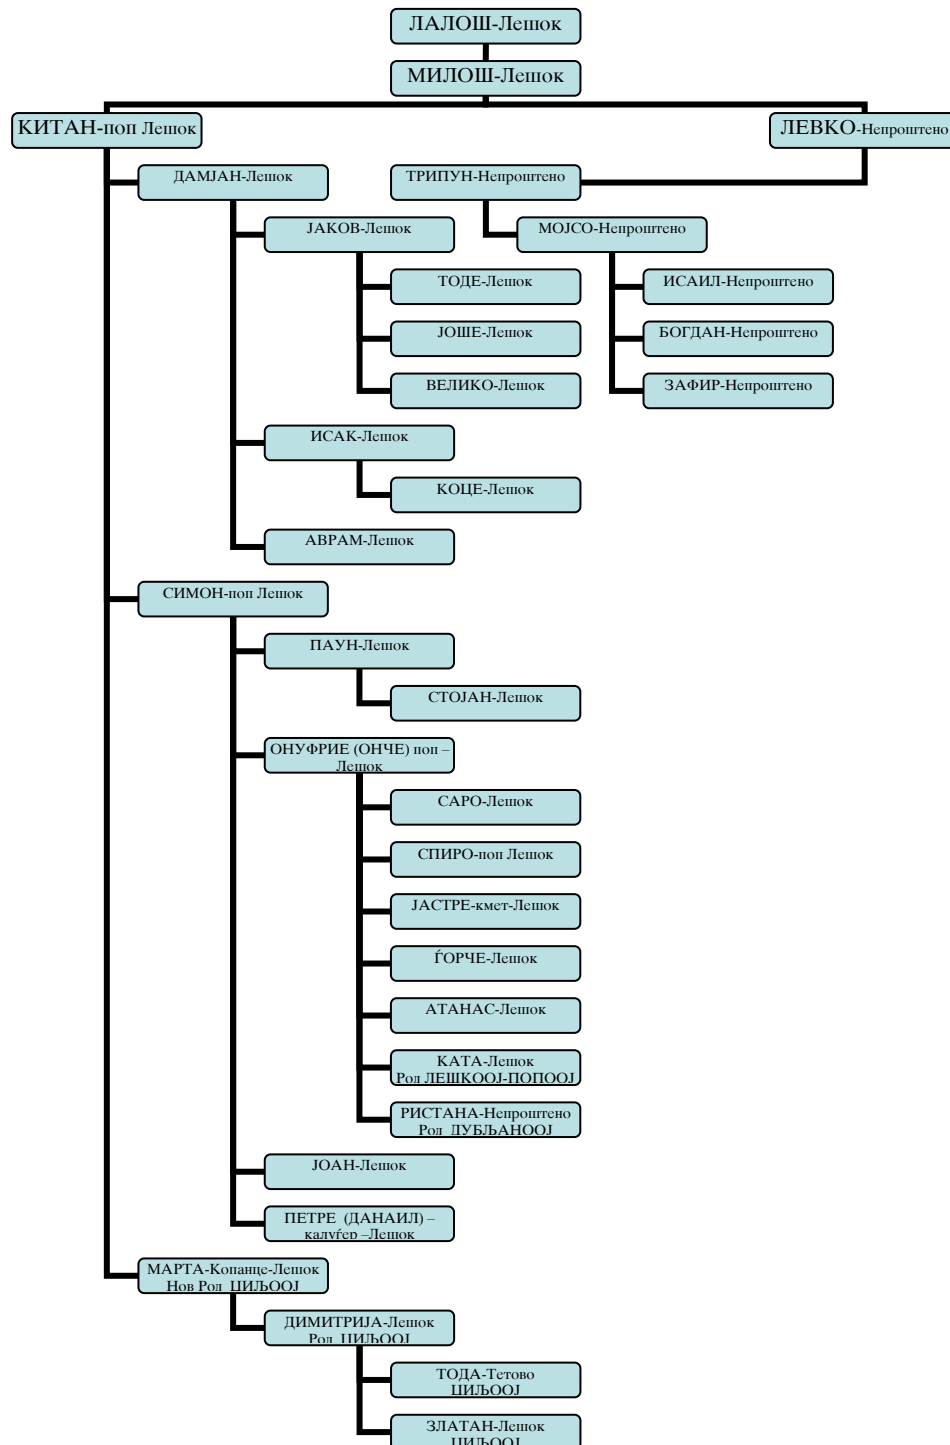 ЛАЛОШ-Лешок
МИЛОШ-Лешок
КИТАН-поп Лешок
ЛЕВКО-Непроштено
ДАМЈАН-Лешок
ТРИПУН-Непроштено
ЈАКОВ-Лешок
МОЈСО-Непроштено
ТОДЕ-Лешок
ИСАИЛ-Непроштено
ЈОШЕ-Лешок
БОГДАН-Непроштено
ВЕЛИКО-Лешок
ЗАФИР-Непроштено
ИСАК-Лешок
КОЦЕ-Лешок
АВРАМ-Лешок
СИМОН-поп Лешок
ПАУН-Лешок
СТОЈАН-Лешок
ОНУФРИЕ (ОНЧЕ) поп –
Лешок
САРО-Лешок
СПИРО-поп Лешок
ЈАСТРЕ-кмет-Лешок
ЃОРЧЕ-Лешок
АТАНАС-Лешок
КАТА-Лешок
Род ЛЕШКООЈ-ПОПООЈ
РИСТАНА-Непроштено
Род ДУБЉАНООЈ
ЈОАН-Лешок
ПЕТРЕ (ДАНАИЛ) –
калуѓер –Лешок
МАРТА-Копанце-Лешок
Нов Род ЦИЉООЈ
ДИМИТРИЈА-Лешок
Род ЦИЉООЈ
ТОДА-Тетово
ЦИЉООЈ
ЗЛАТАН-Лешок
ЦИЉООЈ